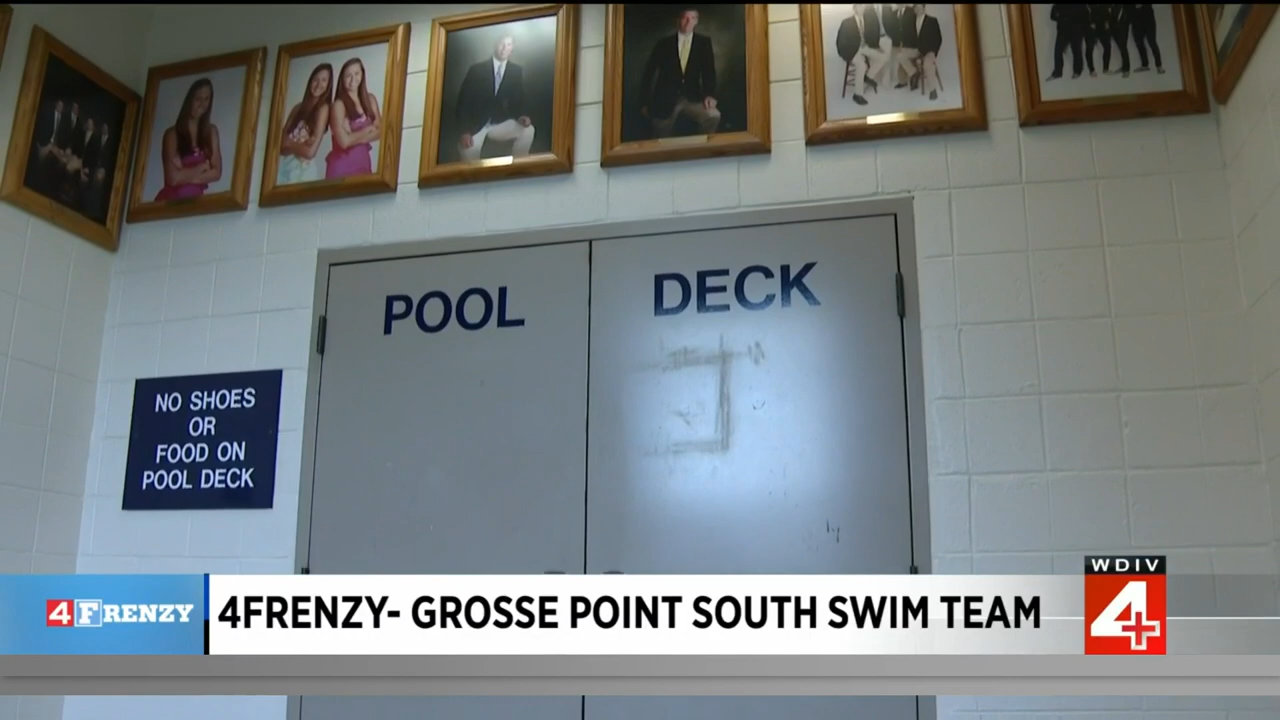 POOL
DECK
NO SHOES
OR
FOOD ON
POOL DECK
4FRENZY
4FRENZY- GROSSE POINT SOUTH SWIM TEAM
WDIV
4